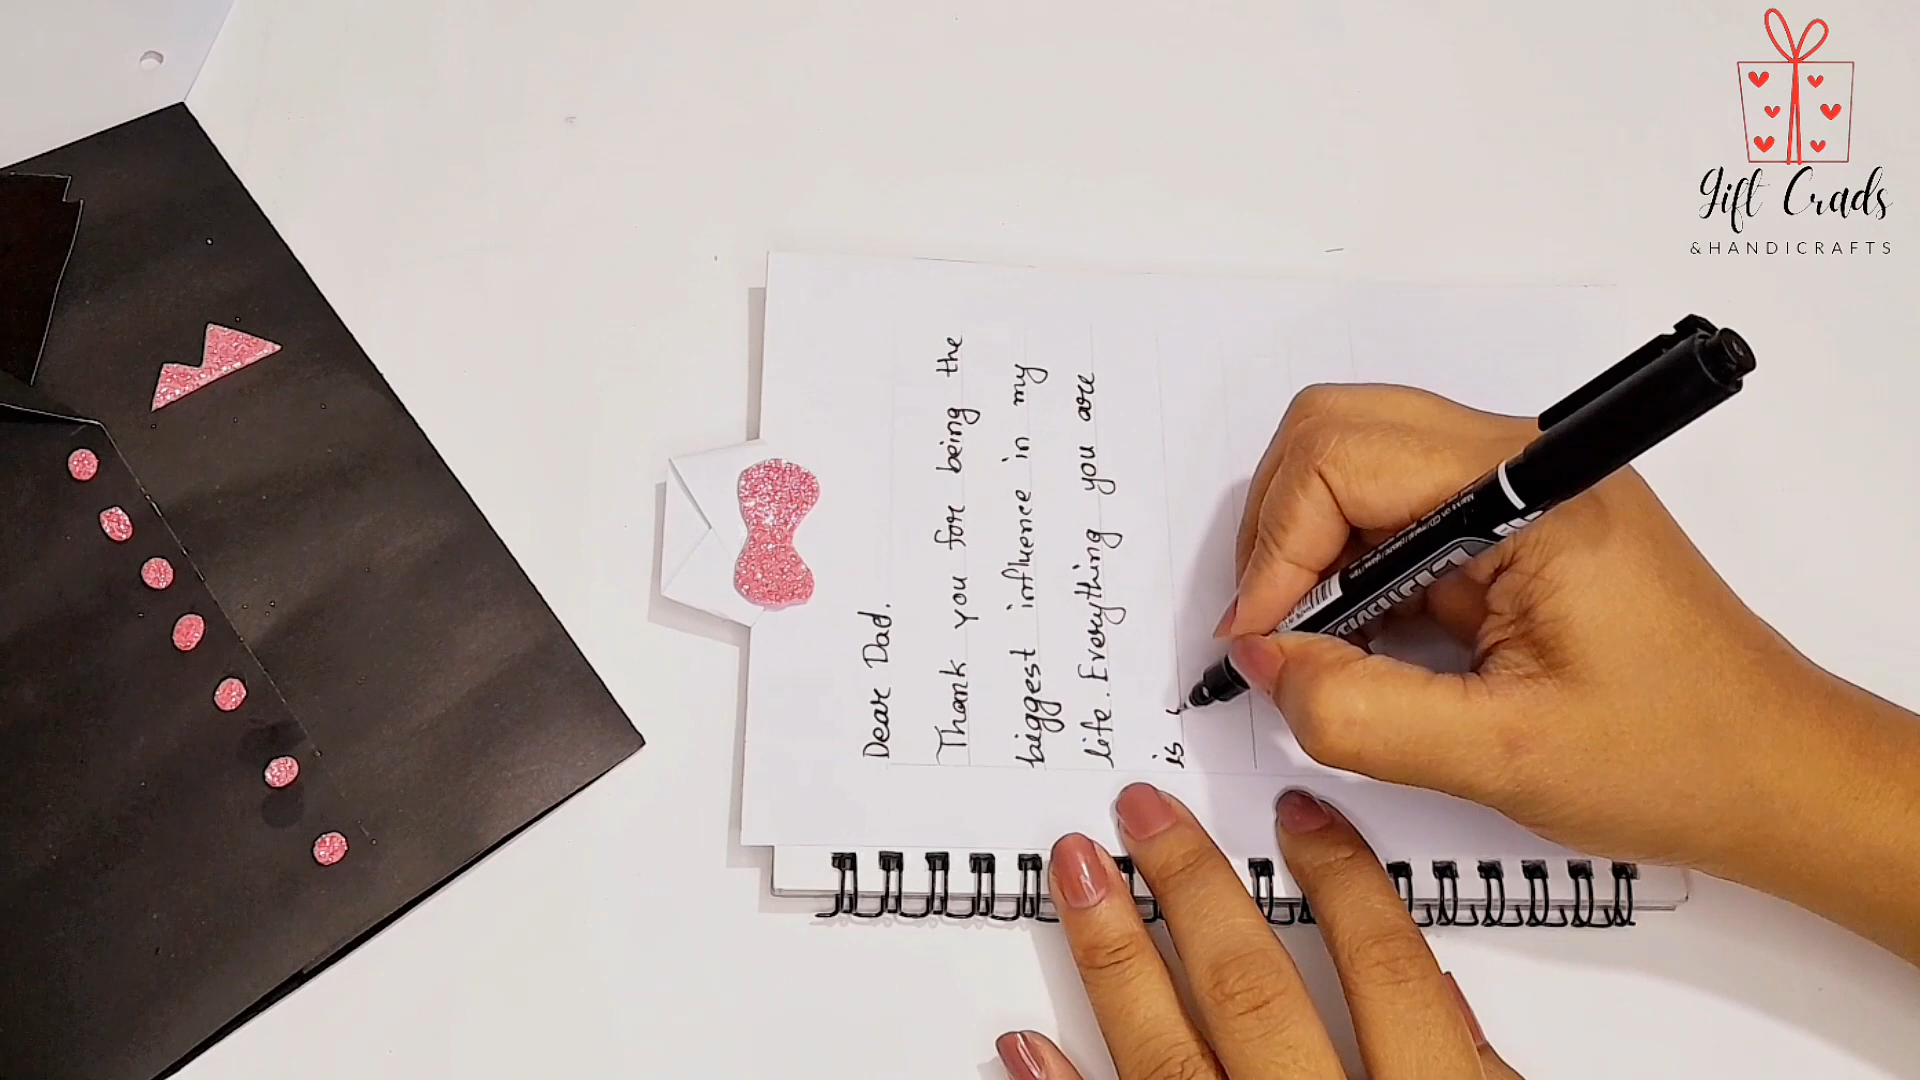 Gift Crads
&HANDICRAFTS
Dear Dad.
Thank you for being the
biggest influence in my
life. Everything you are
is